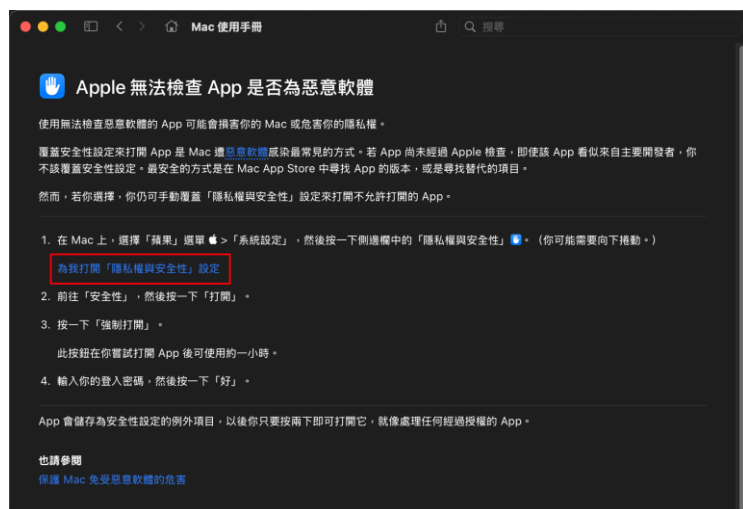 Mac 使用手冊
搜尋
Apple 無法檢查 App 是否為惡意軟體
使用無法檢查惡意軟體的 App 可能會損害你的 Mac 或危害你的隱私權。
覆蓋安全性設定來打開 App 是 Mac 遭惡意軟體感染最常見的方式。若 App 尚未經過 Apple 檢查，即使該 App 看似來自主要開發者，你
不該覆蓋安全性設定。最安全的方式是在 Mac App Store 中尋找 App 的版本，或是尋找替代的項目。
然而，若你選擇，你仍可手動覆蓋「隱私權與安全性」設定來打開不允許打開的 App。
1. 在 Mac 上，選擇「蘋果」選單  >「系統設定」，然後按一下側邊欄中的「隱私權與安全性」。（你可能需要向下捲動。）
為我打開「隱私權與安全性」設定
2. 前往「安全性」，然後按一下「打開」。
3. 按一下「強制打開」。
此按鈕在你嘗試打開 App 後可使用約一小時。
4. 輸入你的登入密碼，然後按一下「好」。
App 會儲存為安全性設定的例外項目，以後你只要按兩下即可打開它，就像處理任何經過授權的 App。
也請參閱
保護 Mac 免受惡意軟體的危害